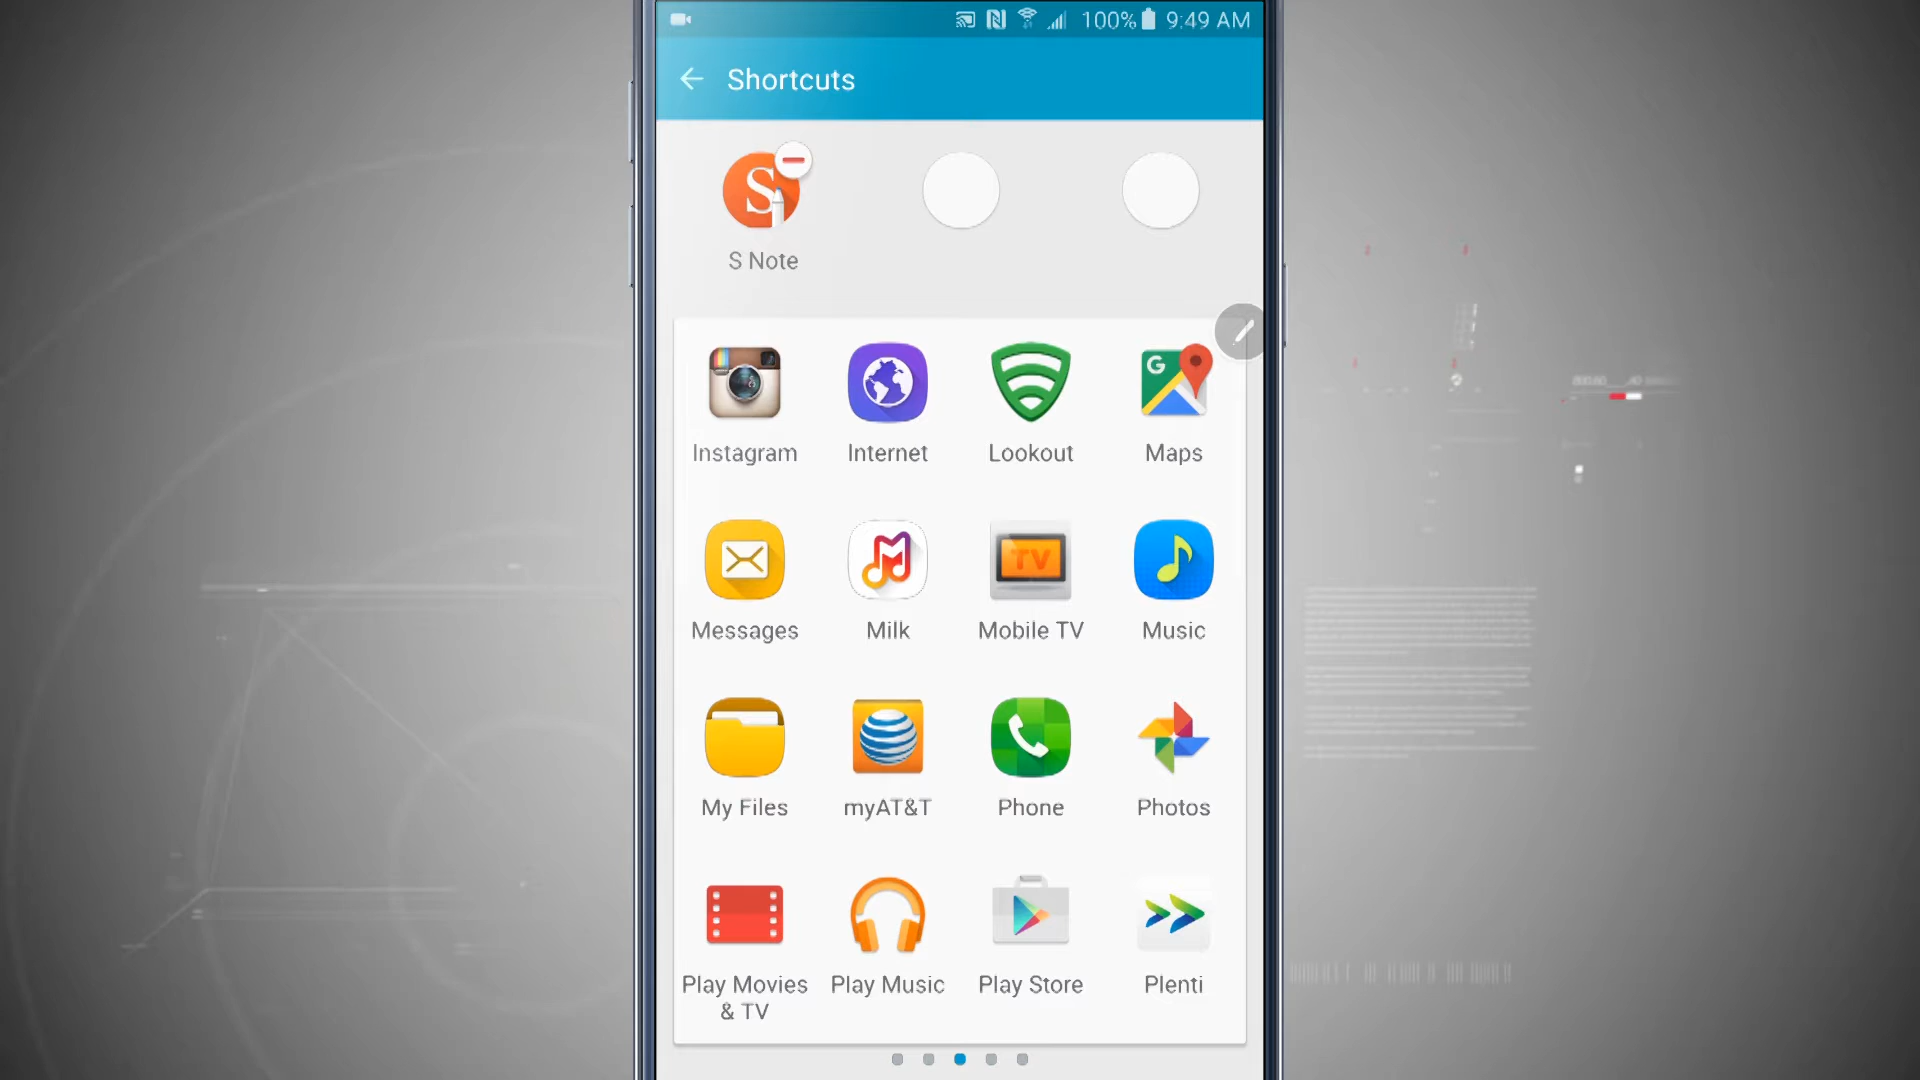 100% 9:49 AM
Shortcuts
S
S Note
G
Instagram Internet Lookout Maps
TV
Messages Milk Mobile TV Music
My Files myAT&T Phone Photos
Play Movies & TV Play Music Play Store Plenti